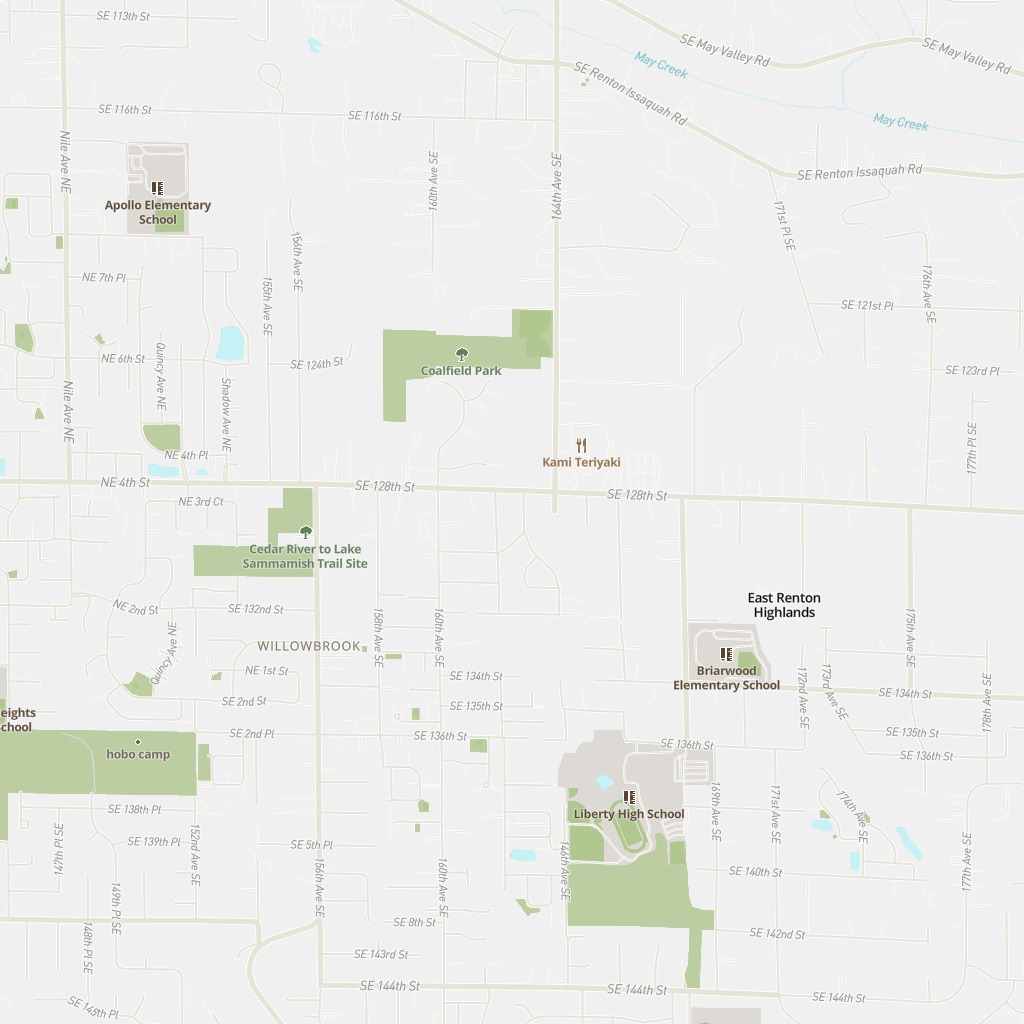 SE 113th St
SE May Valley Rd
SE May Valley Rd
May Creek
SE Renton Issaquah Rd
SE 116th St
SE 116th St
May Creek
Nile Ave NE
160th Ave SE
164th Ave SE
SE Renton Issaquah Rd
Apollo Elementary
School
171st Pl SE
156th Ave SE
155th Ave SE
NE 7th Pl
176th Ave SE
SE 121st Pl
NE 6th St
Quincy Ave NE
SE 124th St
Coalfield Park
SE 123rd Pl
Nile Ave NE
Shadow Ave NE
177th Pl SE
NE 4th Pl
Kami Teriyaki
NE 4th St
SE 128th St
SE 128th St
NE 3rd Ct
Cedar River to Lake
Sammamish Trail Site
East Renton
Highlands
NE 2nd St
SE 132nd St
158th Ave SE
160th Ave SE
175th Ave SE
WILLOWBROOK
Quincy Ave NE
NE 1st St
SE 134th St
Briarwood
Elementary School
172nd Ave SE
173rd Ave SE
178th Ave SE
SE 134th St
SE 2nd St
SE 135th St
eights
chool
SE 2nd Pl
SE 136th St
SE 136th St
SE 135th St
SE 136th St
hobo camp
SE 138th Pl
Liberty High School
169th Ave SE
171st Ave SE
174th Ave SE
147th Pl SE
SE 139th Pl
152nd Ave SE
SE 5th Pl
156th Ave SE
160th Ave SE
146th Ave SE
SE 140th St
177th Ave SE
149th Pl SE
SE 8th St
148th Pl SE
SE 142nd St
SE 143rd St
SE 144th St
SE 144th St
SE 144th St
SE 145th Pl